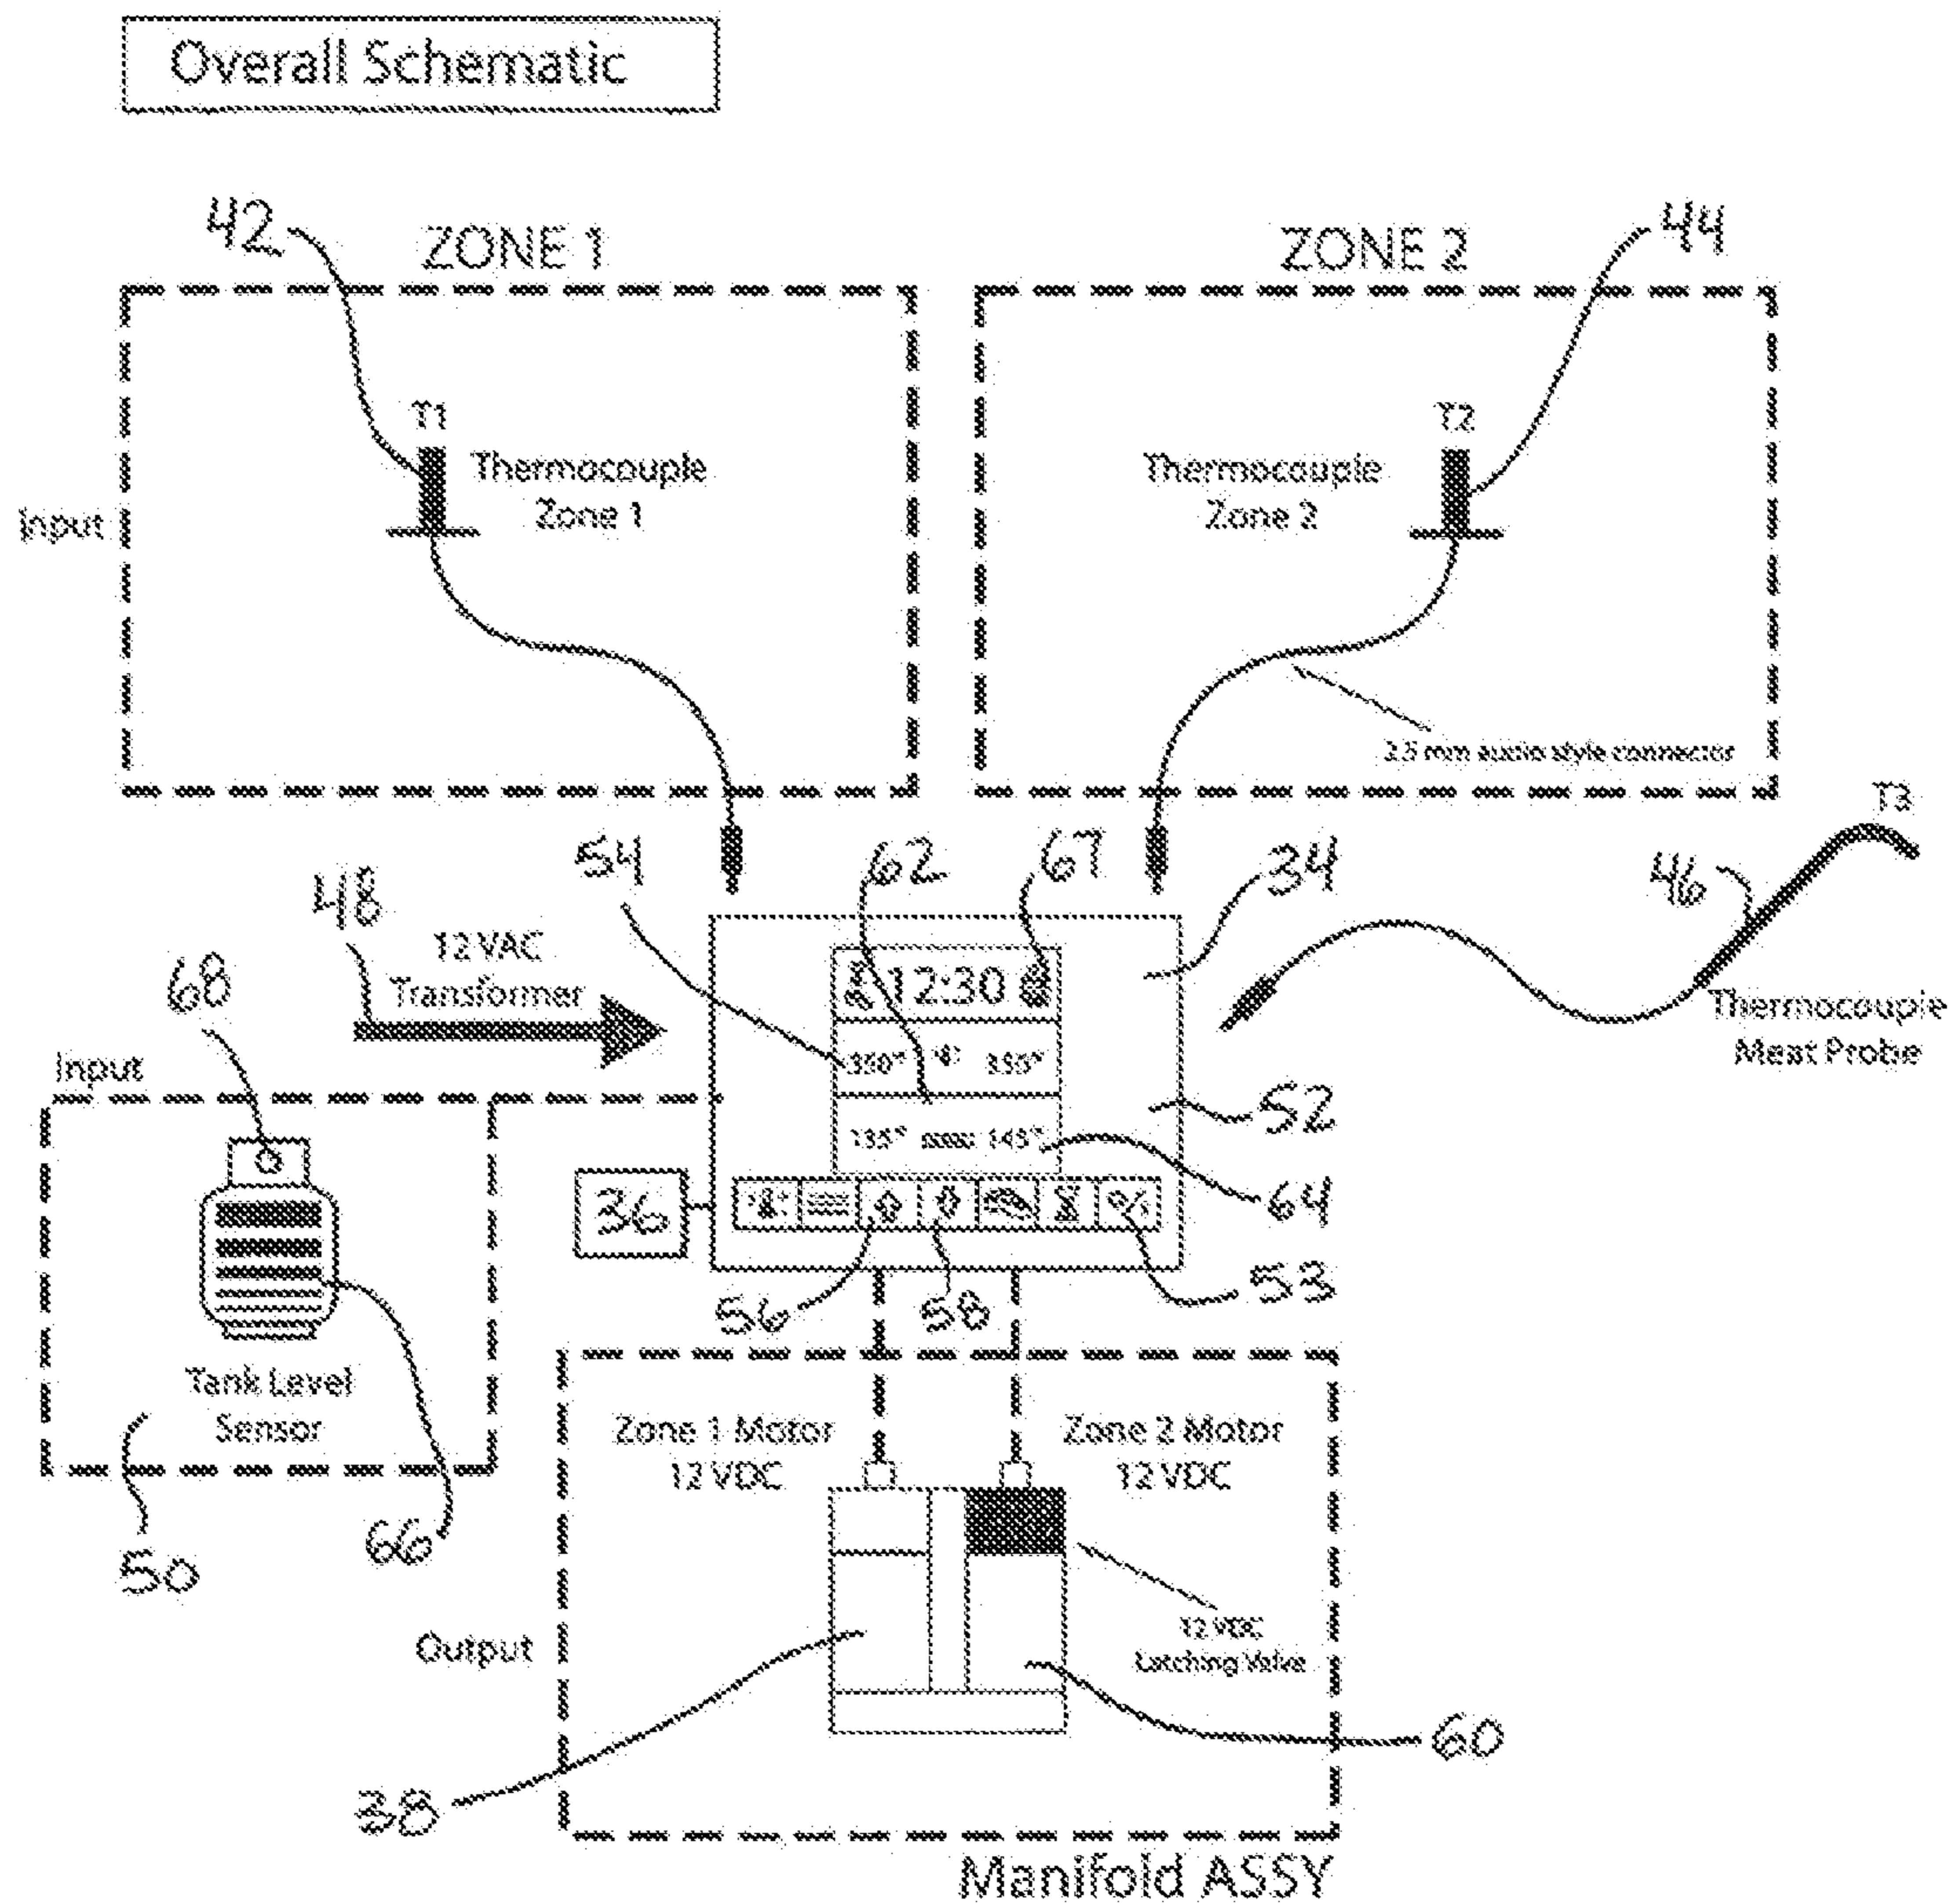 Overall Schematic
42
ZONE 1
ZONE 2
44
T1
T2
Thermocouple
Zone 1
Thermocouple
Zone 2
Input
2.5 mm audio style connector
T3
54
62
67
34
46
48
12 VAC
Transformer
68
12:30
Thermocouple
Meat Probe
Input
350°
350°
52
135°
145°
64
36
53
56
58
Tank Level
Sensor
Zone 1 Motor
12 VDC
Zone 2 Motor
12 VDC
50
66
Output
12 VDC
Latching Valve
60
38
Manifold ASSY